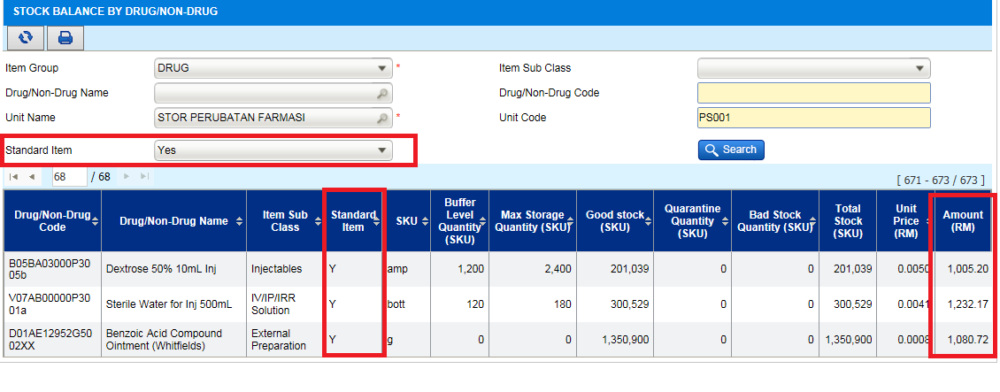 STOCK BALANCE BY DRUG/NON-DRUG
Item Group DRUG * Item Sub Class
Drug/Non-Drug Name Drug/Non-Drug Code
Unit Name STOR PERUBATAN FARMASI * Unit Code PS001
Standard Item Yes Search
68 / 68 [ 671 - 673 / 673 ]
Drug/Non-Drug Code Drug/Non-Drug Name Item Sub Class Standard Item SKU Buffer Level Quantity (SKU) Max Storage Quantity (SKU) Good stock (SKU) Quarantine Quantity (SKU) Bad Stock Quantity (SKU) Total Stock (SKU) Unit Price (RM) Amount (RM)
B05BA03000P3005b Dextrose 50% 10mL Inj Injectables Y amp 1,200 2,400 201,039 0 0 201,039 0.0050 1,005.20
V07AB00000P3001a Sterile Water for Inj 500mL IV/IP/IRR Solution Y bott 120 180 300,529 0 0 300,529 0.0041 1,232.17
D01AE12952G5002XX Benzoic Acid Compound Ointment (Whitfields) External Preparation Y g 0 0 1,350,900 0 0 1,350,900 0.0008 1,080.72